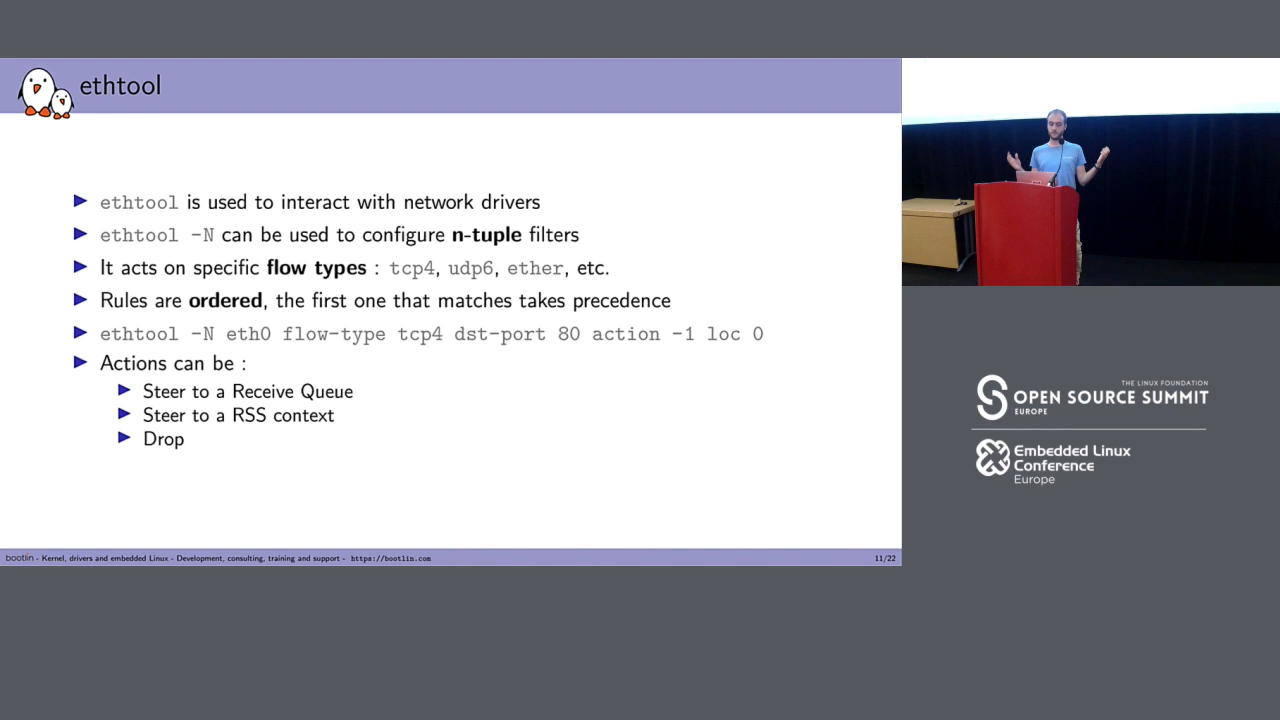 ethtool
ethtool is used to interact with network drivers
ethtool -N can be used to configure n-tuple filters
It acts on specific flow types : tcp4, udp6, ether, etc.
Rules are ordered, the first one that matches takes precedence
ethtool -N eth0 flow-type tcp4 dst-port 80 action -1 loc 0
Actions can be :
Steer to a Receive Queue
Steer to a RSS context
Drop
bootlin - Kernel, drivers and embedded Linux - Development, consulting, training and support - https://bootlin.com
11/22
THE LINUX FOUNDATION
OPEN SOURCE SUMMIT
EUROPE
Embedded Linux
Conference
Europe